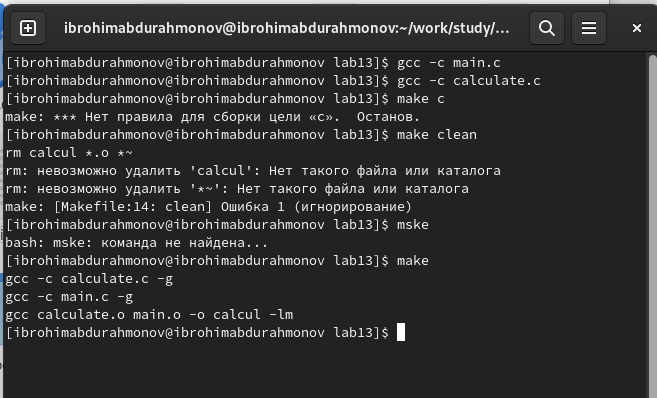 ibrohimabdurahmonov@ibrohimabdurahmonov:~/work/study/...
[ibrohimabdurahmonov@ibrohimabdurahmonov lab13]$ gcc -c main.c
[ibrohimabdurahmonov@ibrohimabdurahmonov lab13]$ gcc -c calculate.c
[ibrohimabdurahmonov@ibrohimabdurahmonov lab13]$ make c
make: *** Нет правила для сборки цели «c».  Останов.
[ibrohimabdurahmonov@ibrohimabdurahmonov lab13]$ make clean
rm calcul *.o *~
rm: невозможно удалить 'calcul': Нет такого файла или каталога
rm: невозможно удалить '*~': Нет такого файла или каталога
make: [Makefile:14: clean] Ошибка 1 (игнорирование)
[ibrohimabdurahmonov@ibrohimabdurahmonov lab13]$ mske
bash: mske: команда не найдена...
[ibrohimabdurahmonov@ibrohimabdurahmonov lab13]$ make
gcc -c calculate.c -g
gcc -c main.c -g
gcc calculate.o main.o -o calcul -lm
[ibrohimabdurahmonov@ibrohimabdurahmonov lab13]$